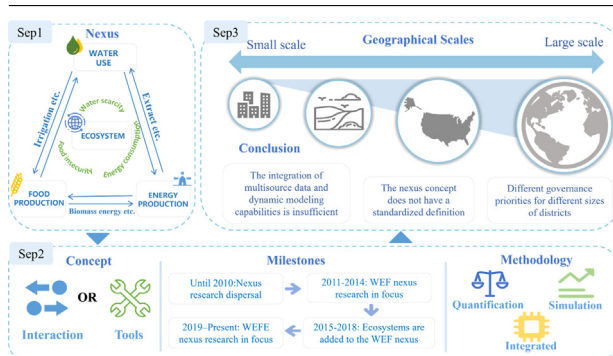 Sep1
Nexus
WATER
USE
Irrigation etc.
Extract etc.
Water scarcity
ECOSYSTEM
Food insecurity
Energy consumption
FOOD
PRODUCTION
ENERGY
PRODUCTION
Biomass energy etc.
Sep3
Small scale
Geographical Scales
Large scale
Conclusion
The integration of
multisource data and
dynamic modeling
capabilities is insufficient
The nexus concept
does not have a
standardized definition
Different governance
priorities for different sizes
of districts
Sep2
Concept
OR
Interaction
Tools
Milestones
Until 2010:Nexus
research dispersal
2011-2014: WEF nexus
research in focus
2019–Present: WEFE
nexus research in focus
2015-2018: Ecosystems are
added to the WEF nexus
Methodology
Quantification
Simulation
Integrated